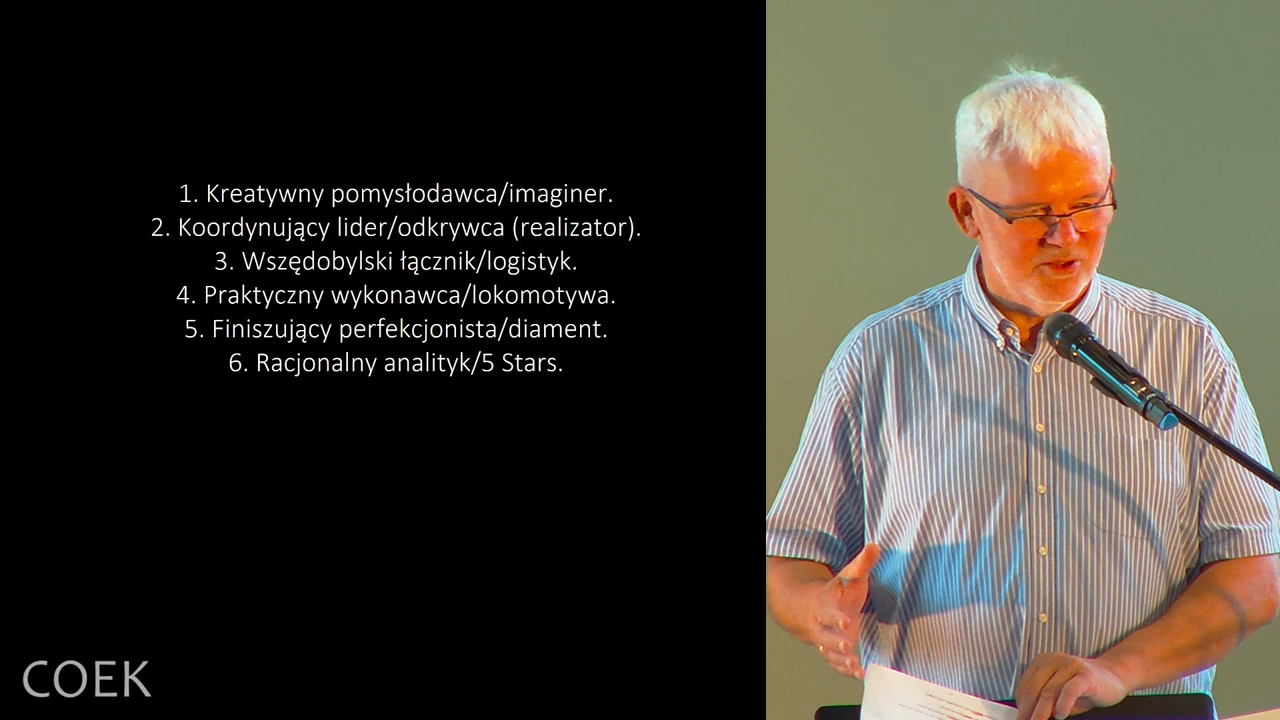 1. Kreatywny pomysłodawca/imaginer.
2. Koordynujący lider/odkrywca (realizator).
3. Wszędobylski łącznik/logistyk.
4. Praktyczny wykonawca/lokomotywa.
5. Finiszujący perfekcjonista/diament.
6. Racjonalny analityk/5 Stars.
COEK